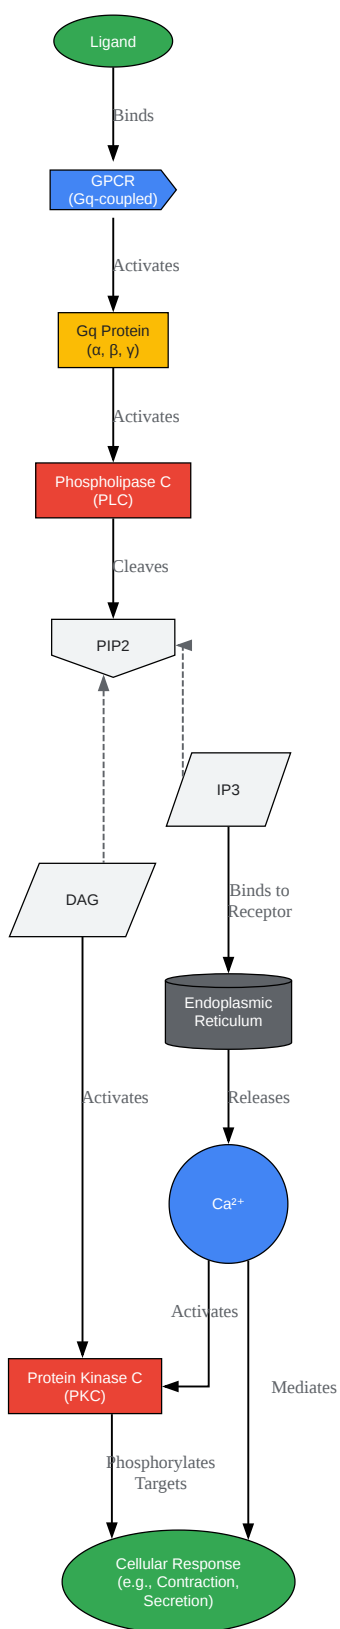 Ligand
Binds
GPCR
(Gq-coupled)
Activates
Gq Protein
(α, β, γ)
Activates
Phospholipase C
(PLC)
Cleaves
PIP2
IP3
DAG
Binds to
Receptor
Endoplasmic
Reticulum
Activates
Releases
Ca²⁺
Activates
Protein Kinase C
(PKC)
Mediates
Phosphorylates
Targets
Cellular Response
(e.g., Contraction,
Secretion)